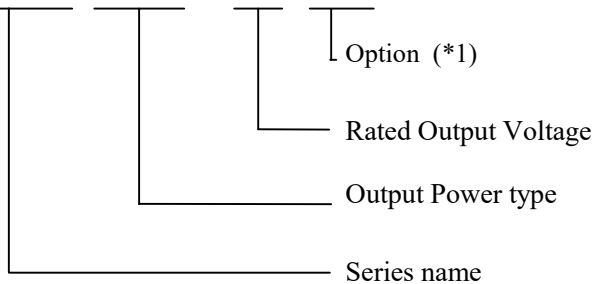 Option (*1)
Rated Output Voltage
Output Power type
Series name